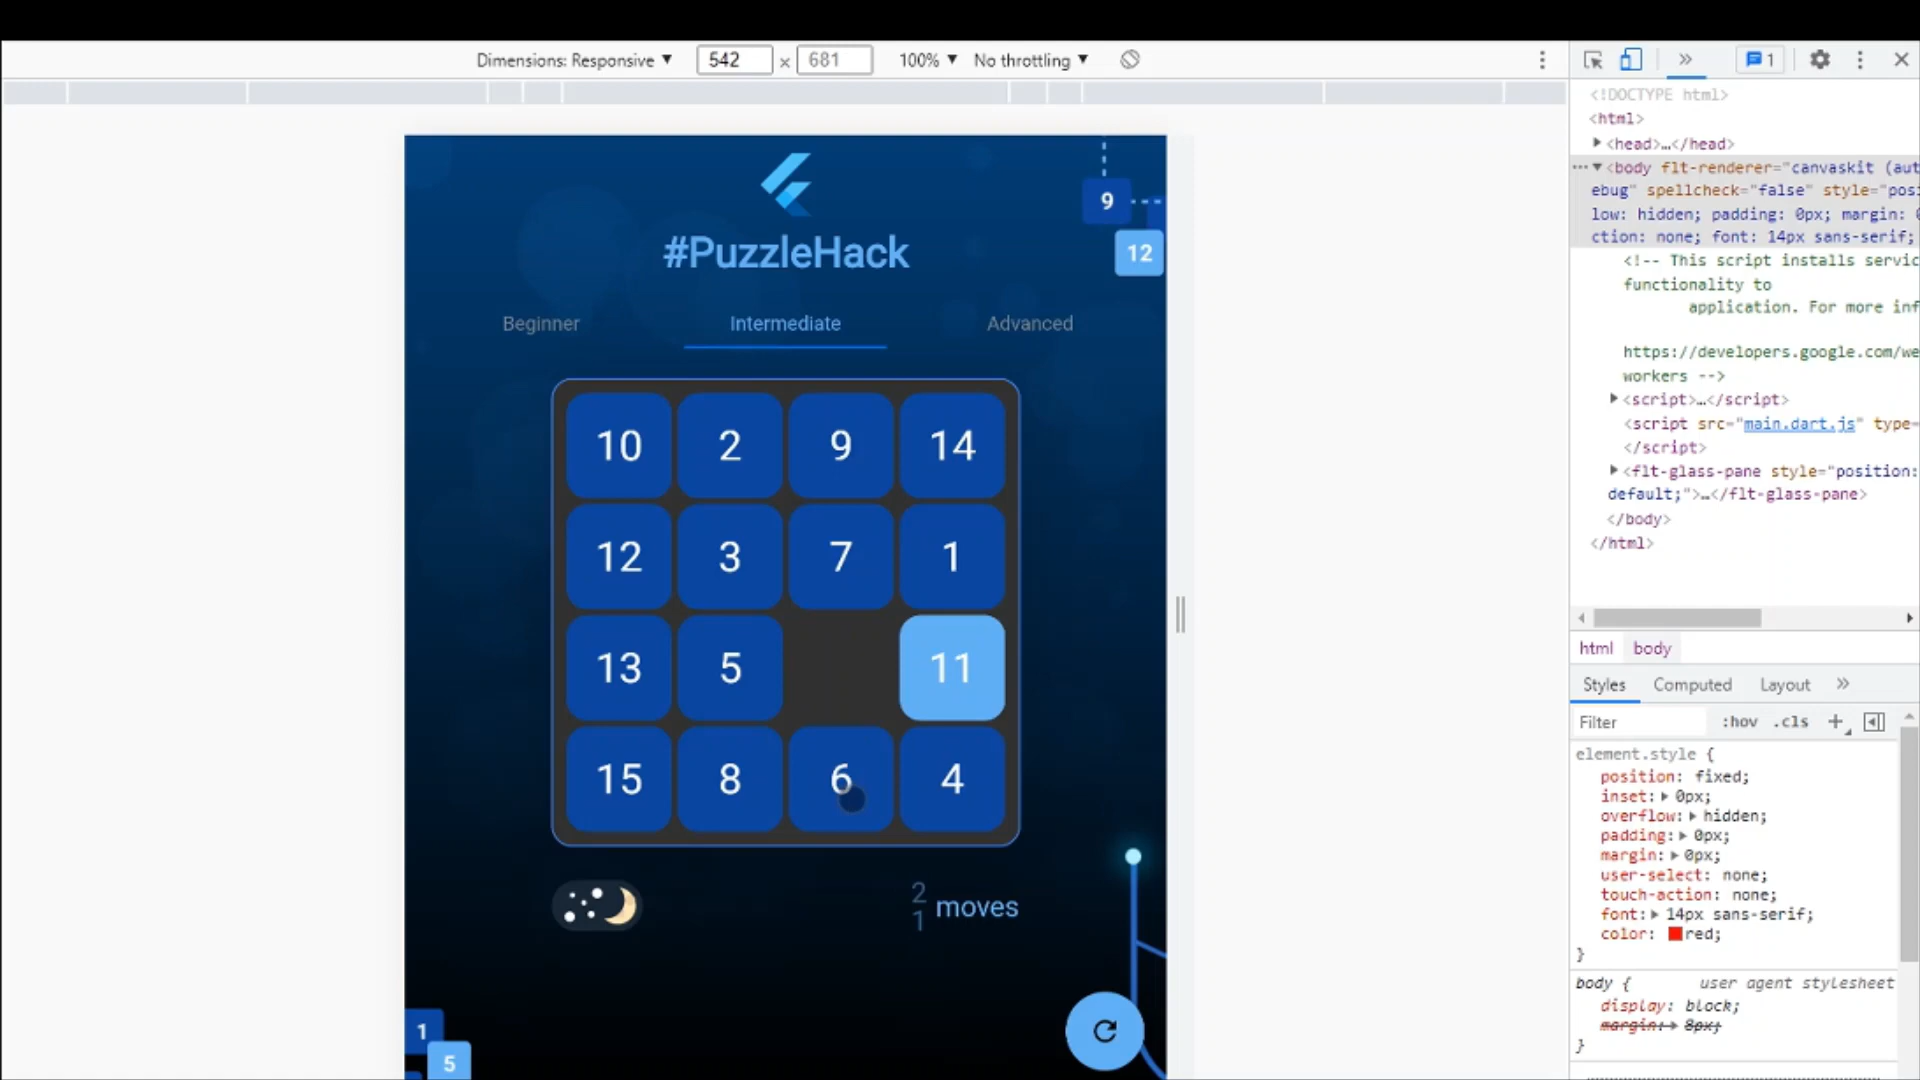 Dimensions: Responsive ▼ 542 × 681 100% ▼ No throttling ▼
1
<!DOCTYPE html>
<html>
<head>…</head>
<body flt-renderer="canvaskit (aut
ebug" spellcheck="false" style="posi
low: hidden; padding: 0px; margin: 0
ction: none; font: 14px sans-serif;
<!-- This script installs servic
functionality to
application. For more inf
https://developers.google.com/we
workers -->
<script>…</script>
<script src="main.dart.js" type=
</script>
<flt-glass-pane style="position:
default;">…</flt-glass-pane>
</body>
</html>
html body
Styles Computed Layout
Filter :hov .cls
element.style {
position: fixed;
inset: 0px;
overflow: hidden;
padding: 0px;
margin: 0px;
user-select: none;
touch-action: none;
font: 14px sans-serif;
color: red;
}
body { user agent stylesheet
display: block;
margin: 8px;
}
9
12
#PuzzleHack
Beginner Intermediate Advanced
10 2 9 14
12 3 7 1
13 5 11
15 8 6 4
2
1 moves
1
5